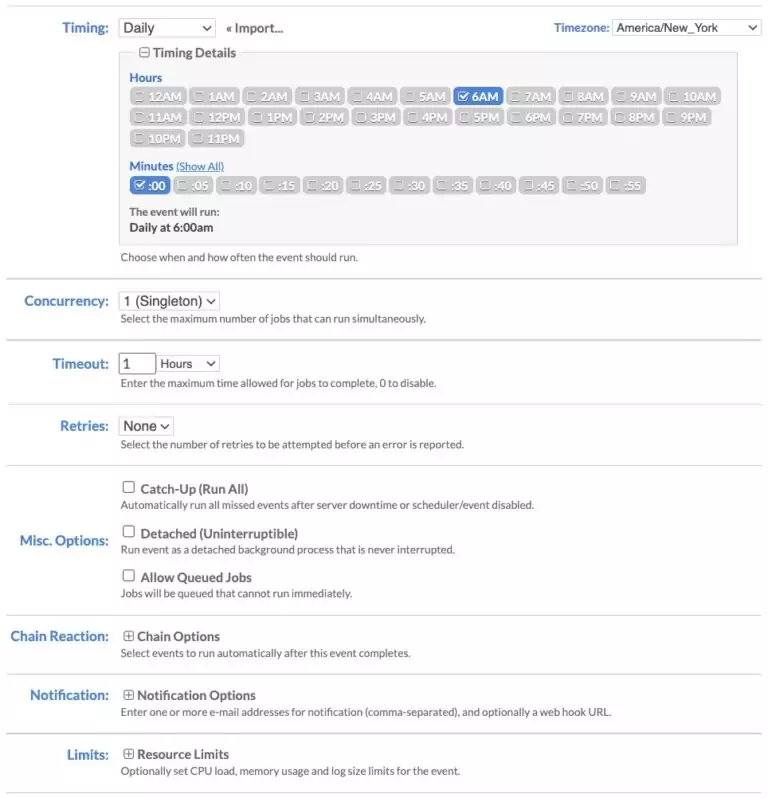 Timing: Daily « Import... Timezone: America/New_York
Timing Details
Hours
12AM 1AM 2AM 3AM 4AM 5AM 6AM 7AM 8AM 9AM 10AM
11AM 12PM 1PM 2PM 3PM 4PM 5PM 6PM 7PM 8PM 9PM
10PM 11PM
Minutes (Show All)
:00 :05 :10 :15 :20 :25 :30 :35 :40 :45 :50 :55
The event will run:
Daily at 6:00am
Choose when and how often the event should run.
Concurrency: 1 (Singleton)
Select the maximum number of jobs that can run simultaneously.
Timeout: 1 Hours
Enter the maximum time allowed for jobs to complete, 0 to disable.
Retries: None
Select the number of retries to be attempted before an error is reported.
Catch-Up (Run All)
Automatically run all missed events after server downtime or scheduler/event disabled.
Misc. Options: Detached (Uninterruptible)
Run event as a detached background process that is never interrupted.
Allow Queued Jobs
Jobs will be queued that cannot run immediately.
Chain Reaction: Chain Options
Select events to run automatically after this event completes.
Notification: Notification Options
Enter one or more e-mail addresses for notification (comma-separated), and optionally a web hook URL.
Limits: Resource Limits
Optionally set CPU load, memory usage and log size limits for the event.